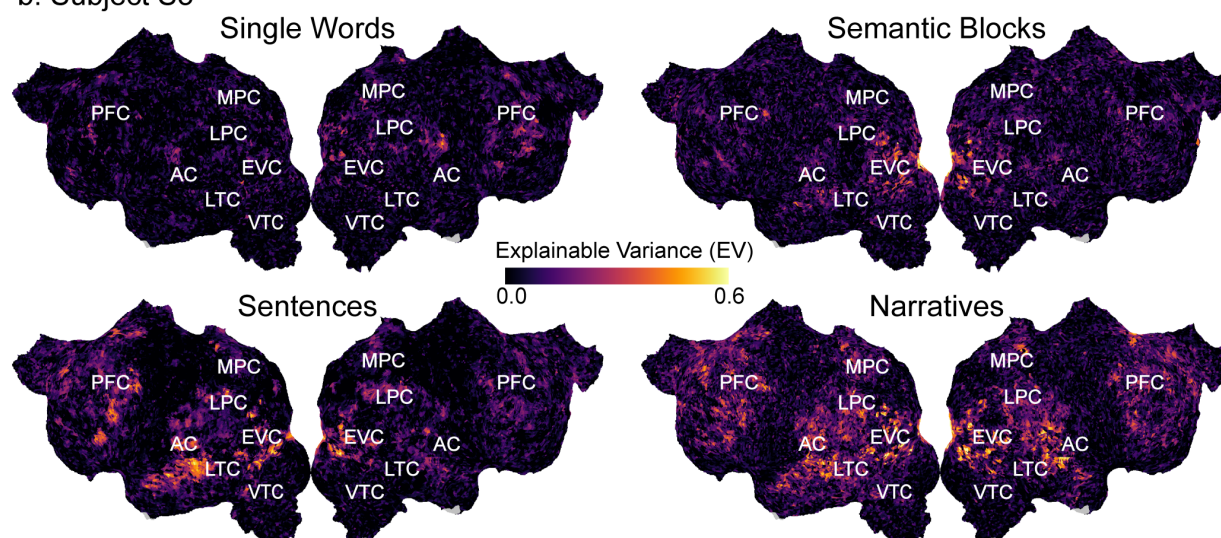 b. Subject
Single Words
MPC
PFC
LPC
AC
EVC
LTC
VTC
MPC
PFC
LPC
EVC
AC
LTC
VTC
Semantic Blocks
MPC
PFC
LPC
EVC
AC
LTC
VTC
MPC
PFC
LPC
EVC
AC
LTC
VTC
Explainable Variance (EV)
0.0 0.6
Sentences
MPC
PFC
LPC
EVC
AC
LTC
VTC
MPC
PFC
LPC
EVC
AC
LTC
VTC
Narratives
MPC
PFC
LPC
EVC
AC
LTC
VTC
MPC
PFC
LPC
EVC
AC
LTC
VTC